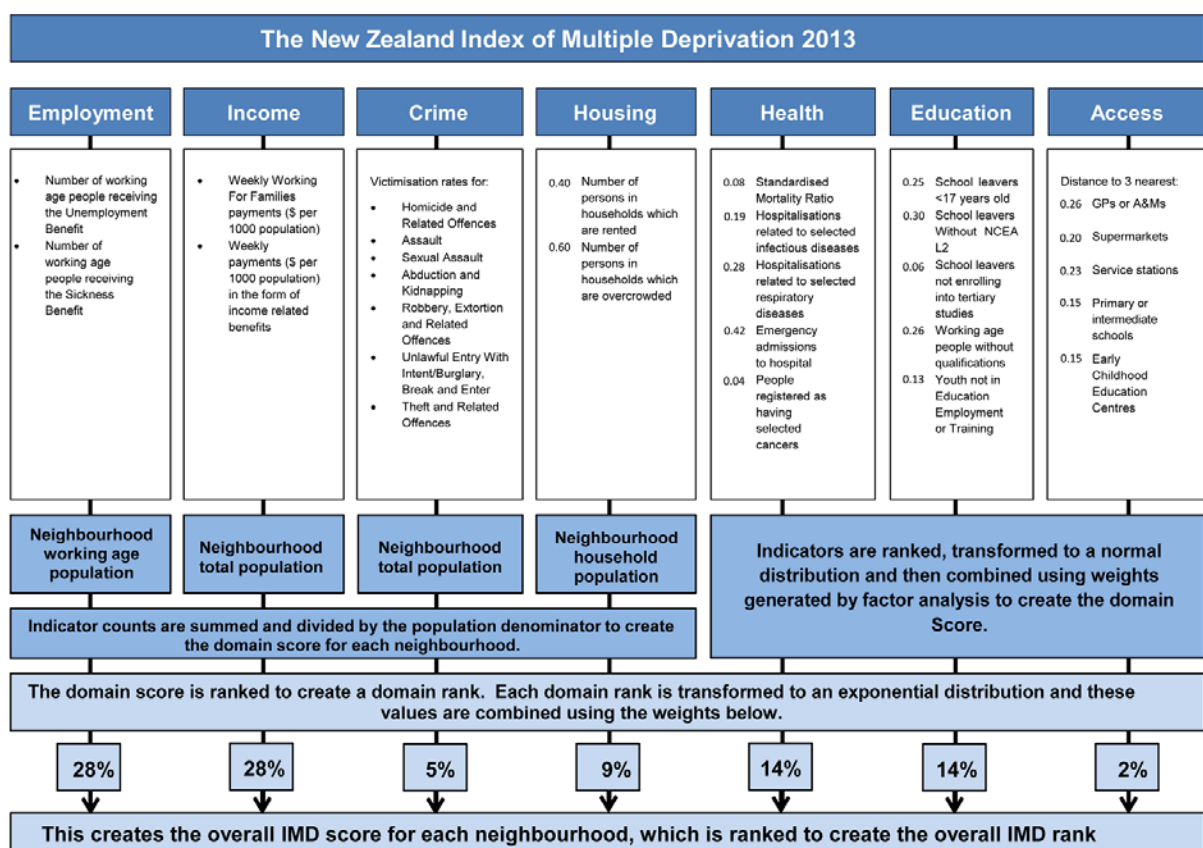 The New Zealand Index of Multiple Deprivation 2013
Employment
Income
Crime
Housing
Health
Education
Access
• Number of working
age people receiving
the Unemployment
Benefit
• Number of
working age
people receiving
the Sickness
Benefit
• Weekly Working
For Families
payments ($ per
1000 population)
• Weekly
payments ($ per
1000 population)
in the form of
income related
benefits
Victimisation rates for:
• Homicide and
Related Offences
• Assault
• Sexual Assault
• Abduction and
Kidnapping
• Robbery, Extortion
and Related
Offences
• Unlawful Entry With
Intent/Burglary,
Break and Enter
• Theft and Related
Offences
0.40 Number of
persons in
households which
are rented
0.60 Number of
persons in
households which
are overcrowded
0.08 Standardised
Mortality Ratio
0.19 Hospitalisations
related to selected
infectious diseases
0.28 Hospitalisations
related to selected
respiratory
diseases
0.42 Emergency
admissions
to hospital
0.04 People
registered as
having
selected
cancers
0.25 School leavers
<17 years old
0.30 School leavers
Without NCEA
L2
0.06 School leavers
not enrolling
into tertiary
studies
0.26 Working age
people without
qualifications
0.13 Youth not in
Education
Employment
or Training
Distance to 3 nearest:
0.26 GPs or A&Ms
0.20 Supermarkets
0.23 Service stations
0.15 Primary or
intermediate
schools
0.15 Early
Childhood
Education
Centres
Neighbourhood
working age
population
Neighbourhood
total population
Neighbourhood
total population
Neighbourhood
household
population
Indicators are ranked, transformed to a normal
distribution and then combined using weights
generated by factor analysis to create the domain
Score.
Indicator counts are summed and divided by the population denominator to create
the domain score for each neighbourhood.
The domain score is ranked to create a domain rank. Each domain rank is transformed to an exponential distribution and these
values are combined using the weights below.
28%
28%
5%
9%
14%
14%
2%
This creates the overall IMD score for each neighbourhood, which is ranked to create the overall IMD rank